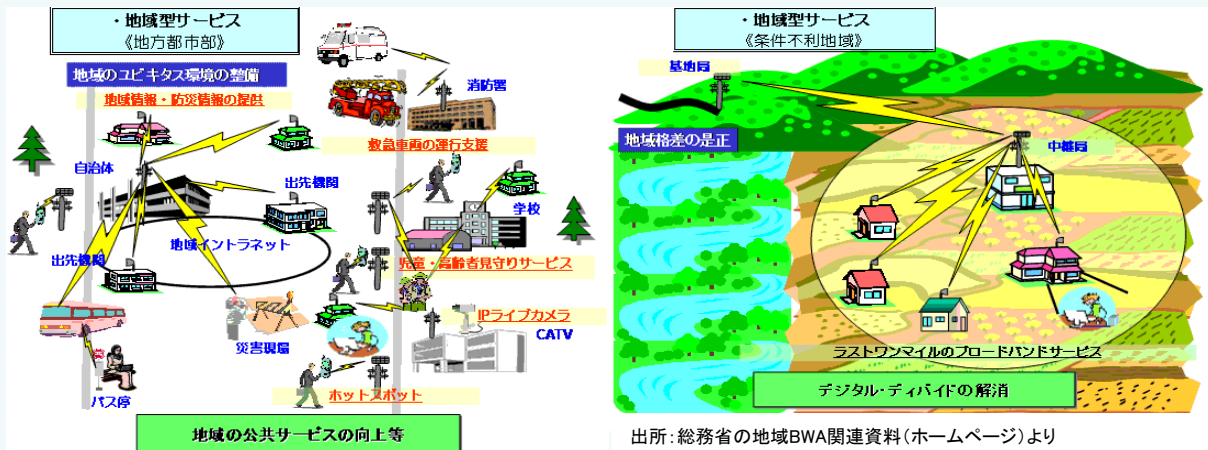 ・地域型サービス
《地方都市部》
地域のユビキタス環境の整備
地域情報・防災情報の提供
消防署
救急車両の運行支援
自治体
出先機関
学校
地域イントラネット
出先機関
児童・高齢者見守りサービス
IPライブカメラ
CATV
災害現場
バス停
ホットスポット
地域の公共サービスの向上等
・地域型サービス
《条件不利地域》
基地局
地域格差の是正
中継局
ラストワンマイルのブロードバンドサービス
デジタル・ディバイドの解消
出所:総務省の地域BWA関連資料(ホームページ)より